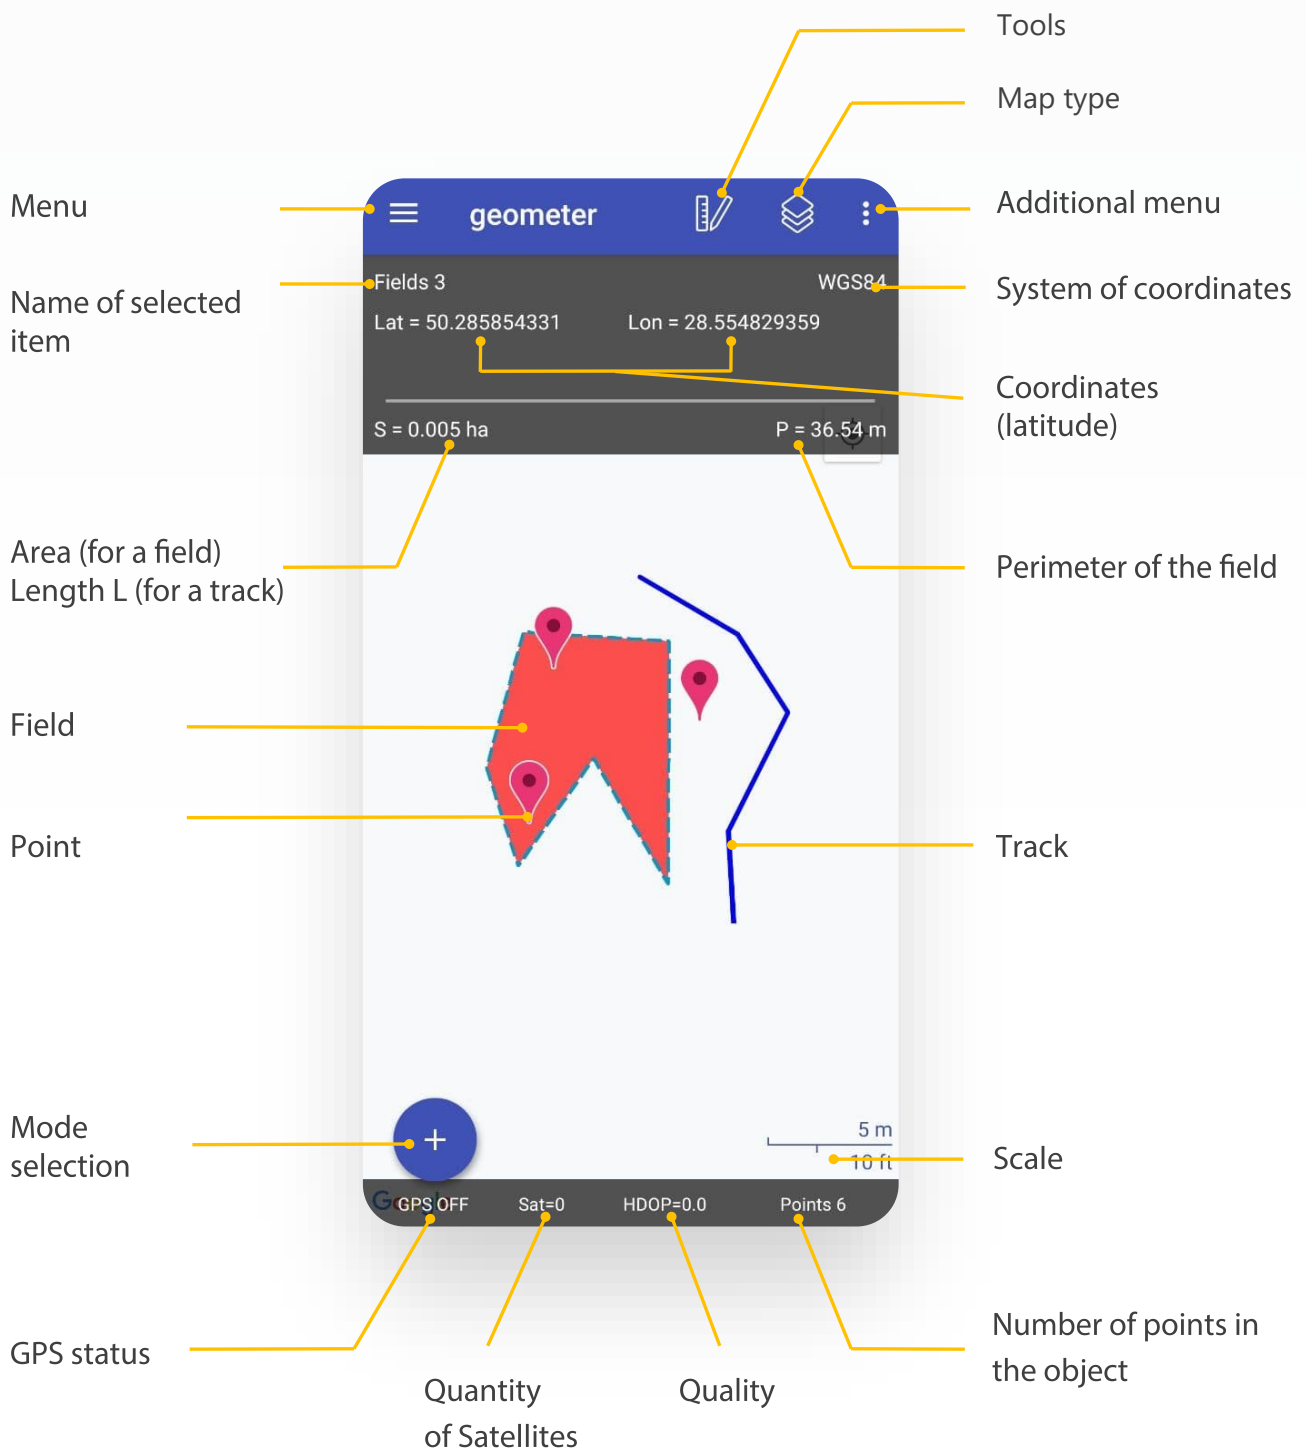 Tools
Map type
Menu
geometer
Additional menu
Fields 3
WGS84
Name of selected
item
System of coordinates
Lat = 50.285854331
Lon = 28.554829359
Coordinates
(latitude)
S = 0.005 ha
P = 36.54 m
Area (for a field)
Length L (for a track)
Perimeter of the field
Field
Point
Track
Mode
selection
+
5 m
10 ft
Scale
Google
GPS OFF
Sat=0
HDOP=0.0
Points 6
GPS status
Quantity
of Satellites
Quality
Number of points in
the object